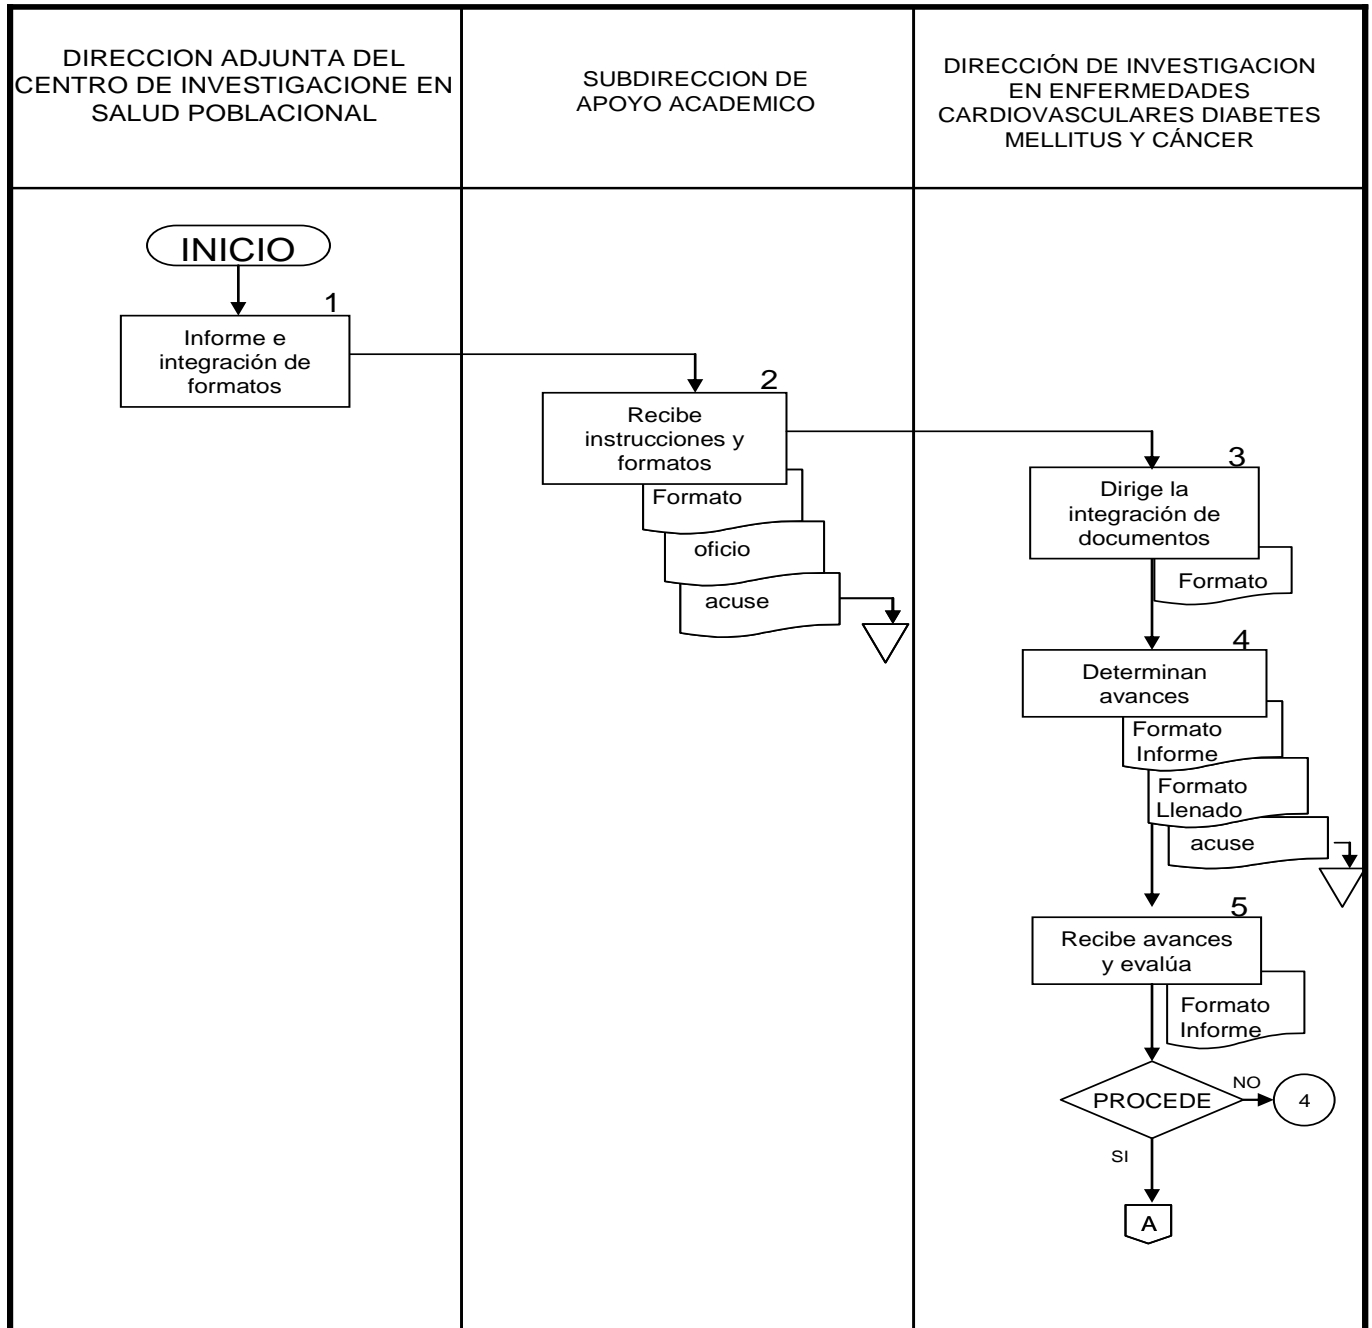 DIRECCION ADJUNTA DEL
CENTRO DE INVESTIGACIONE EN
SALUD POBLACIONAL
SUBDIRECCION DE
APOYO ACADEMICO
DIRECCIÓN DE INVESTIGACION
EN ENFERMEDADES
CARDIOVASCULARES DIABETES
MELLITUS Y CÁNCER
INICIO
1
Informe e
integración de
formatos
2
Recibe
instrucciones y
formatos
Formato
oficio
acuse
3
Dirige la
integración de
documentos
Formato
4
Determinan
avances
Formato
Informe
Formato
Llenado
acuse
5
Recibe avances
y evalúa
Formato
Informe
PROCEDE
NO
4
SI
A